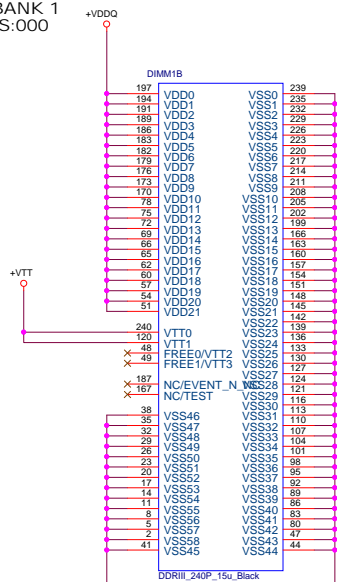 BANK 1
S:000
+VDDQ
DIMM1B
197 VDD0 VSS0 239
194 VDD1 VSS1 235
191 VDD2 VSS2 232
189 VDD3 VSS3 229
186 VDD4 VSS4 226
183 VDD5 VSS5 223
182 VDD6 VSS6 220
179 VDD7 VSS7 217
176 VDD8 VSS8 214
173 VDD9 VSS9 211
170 VDD10 VSS10 208
78 VDD11 VSS11 205
75 VDD12 VSS12 202
72 VDD13 VSS13 199
69 VDD14 VSS14 166
66 VDD15 VSS15 163
65 VDD16 VSS16 160
62 VDD17 VSS17 157
60 VDD18 VSS18 154
57 VDD19 VSS19 151
54 VDD20 VSS20 148
51 VDD21 VSS21 145
+VTT
VSS22 142
240 VTT0 VSS23 139
120 VTT1 VSS24 136
48 FREE0/VTT2 VSS25 133
49 FREE1/VTT3 VSS26 130
VSS27 127
187 NC/EVENT_N_NC VSS28 124
167 NC/TEST VSS29 121
VSS30 116
38 VSS46 VSS31 113
35 VSS47 VSS32 110
32 VSS48 VSS33 107
29 VSS49 VSS34 104
26 VSS50 VSS35 101
23 VSS51 VSS36 98
20 VSS52 VSS37 95
17 VSS53 VSS38 92
14 VSS54 VSS39 89
11 VSS55 VSS40 86
8 VSS56 VSS41 83
5 VSS57 VSS42 80
2 VSS58 VSS43 47
41 VSS45 VSS44 44
DDRIII_240P_15u_Black